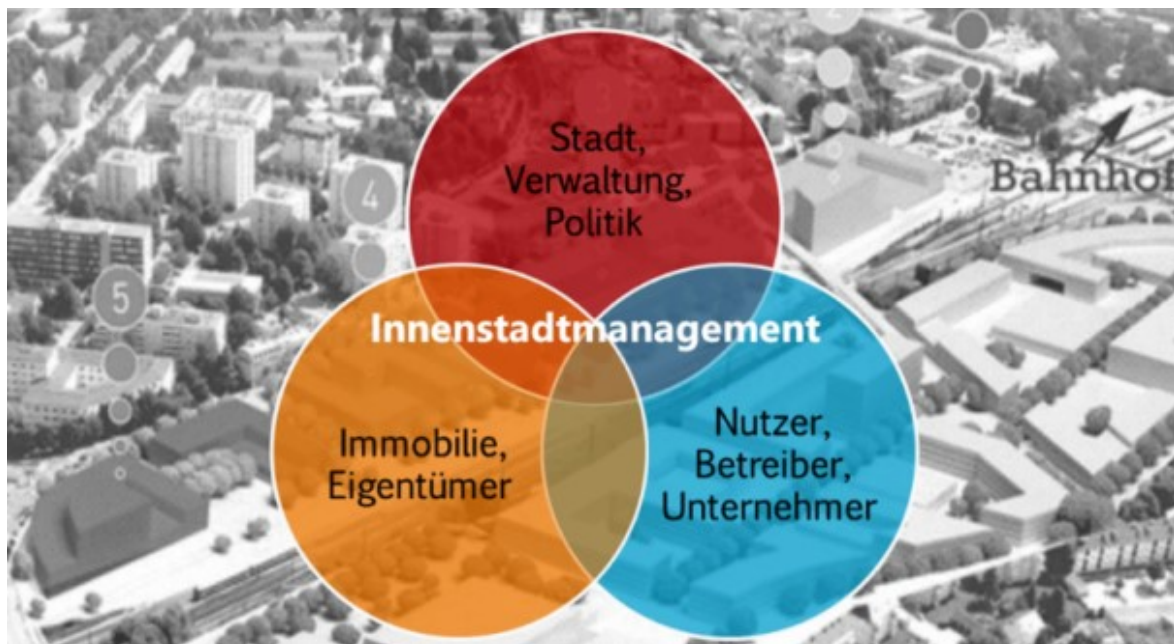 Stadt,
Verwaltung,
Politik
Bahnhof
4
5
Innenstadtmanagement
Immobilie,
Eigentümer
Nutzer,
Betreiber,
Unternehmer